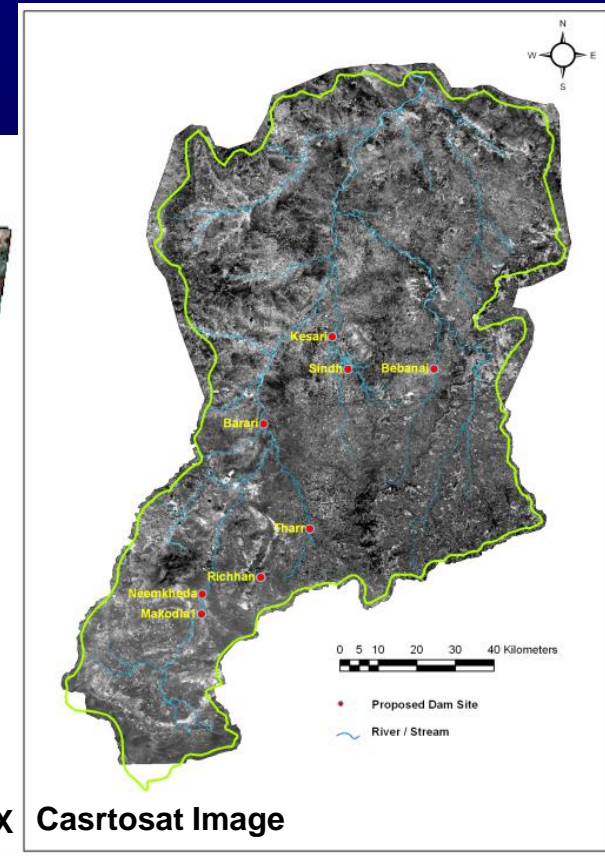 N
W E
S
Kesari
Sindh
Bebanaj
Barari
Tharr
Richhan
Neemkheda
Makodia1
0 5 10 20 30 40 Kilometers
Proposed Dam Site
River / Stream
x Casrtosat Image